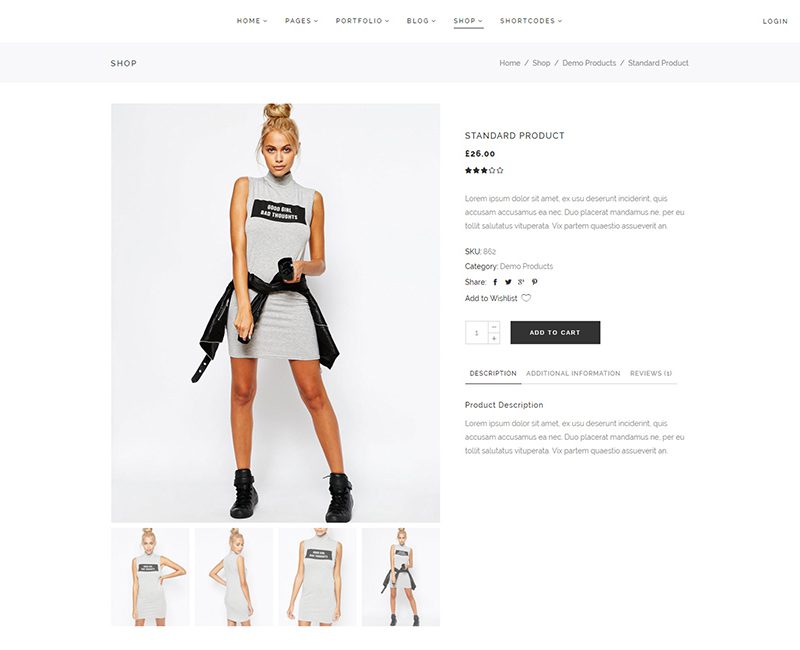 HOME PAGES PORTFOLIO BLOG SHOP SHORTCODES LOGIN
SHOP
Home / Shop / Demo Products / Standard Product
GOOD GIRL
BAD THOUGHTS
STANDARD PRODUCT
£26.00
Lorem ipsum dolor sit amet, ex usu deserunt inciderint, quis
accusam accusamus ea nec. Duo placerat mandamus ne, per eu
tollit salutatus vituperata. Vix partem quaestio assueverit an.
SKU: 862
Category: Demo Products
Share:
Add to Wishlist
1 - + ADD TO CART
DESCRIPTION ADDITIONAL INFORMATION REVIEWS (1)
Product Description
Lorem ipsum dolor sit amet, ex usu deserunt inciderint, quis
accusam accusamus ea nec. Duo placerat mandamus ne, per eu
tollit salutatus vituperata. Vix partem quaestio assueverit an.